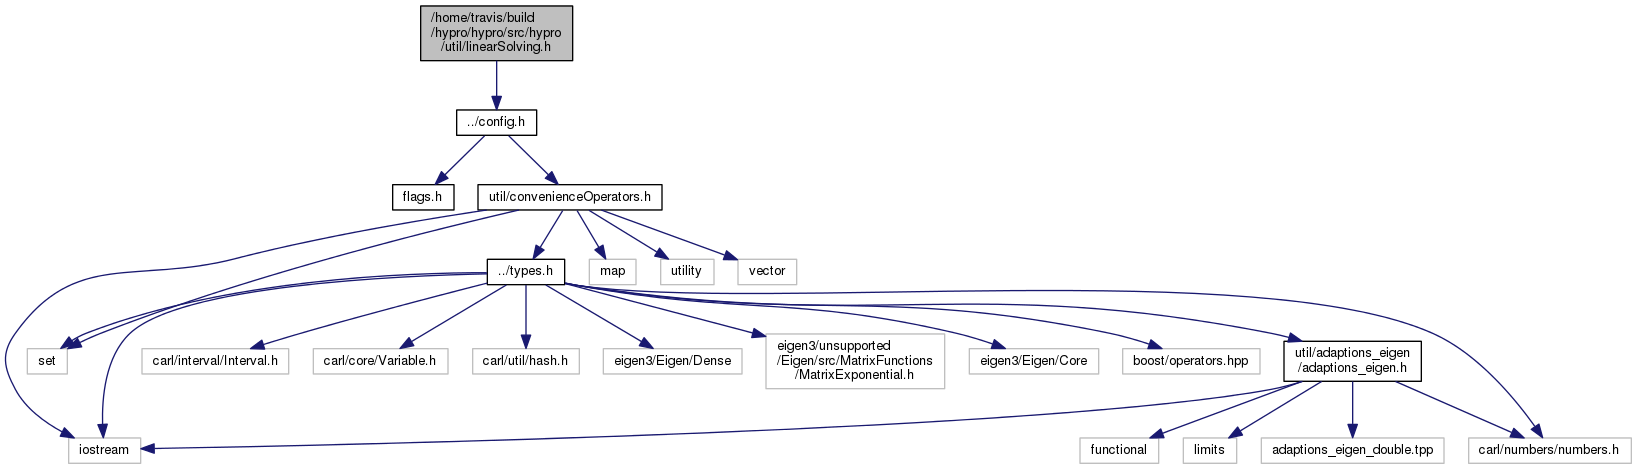 /home/travis/build
/hypro/hypro/src/hypro
/util/linearSolving.h
../config.h
flags.h
util/convenienceOperators.h
../types.h
map
utility
vector
set
carl/interval/Interval.h
carl/core/Variable.h
carl/util/hash.h
eigen3/Eigen/Dense
eigen3/unsupported
/Eigen/src/MatrixFunctions
/MatrixExponential.h
eigen3/Eigen/Core
boost/operators.hpp
util/adaptions_eigen
/adaptions_eigen.h
iostream
functional
limits
adaptions_eigen_double.tpp
carl/numbers/numbers.h